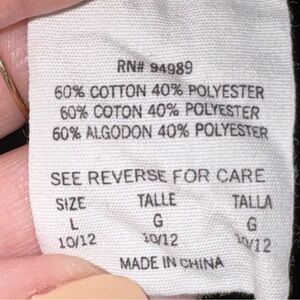 RN# 94989
60% COTTON 40% POLYESTER
60% COTON 40% POLYESTER
60% ALGODON 40% POLYESTER
SEE REVERSE FOR CARE
SIZE TALLE TALLA
L G G
10/12 10/12 10/12
MADE IN CHINA